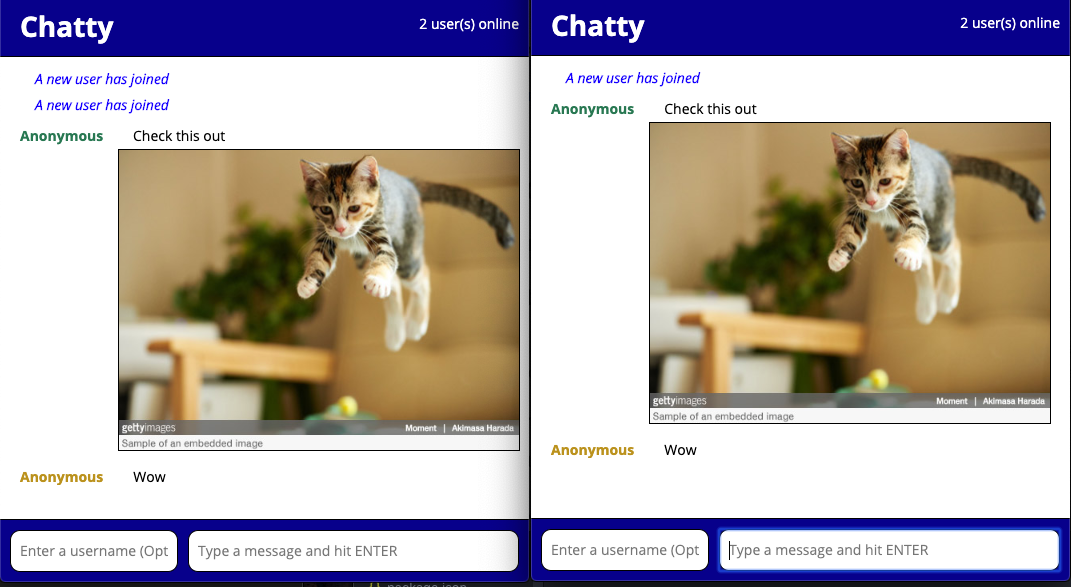 Chatty
2 user(s) online
A new user has joined
A new user has joined
Anonymous Check this out
gettyimages Moment | Akimasa Harada
Sample of an embedded image
Anonymous Wow
Enter a username (Opt
Type a message and hit ENTER
Chatty
2 user(s) online
A new user has joined
Anonymous Check this out
gettyimages Moment | Akimasa Harada
Sample of an embedded image
Anonymous Wow
Enter a username (Opt
Type a message and hit ENTER
package.json